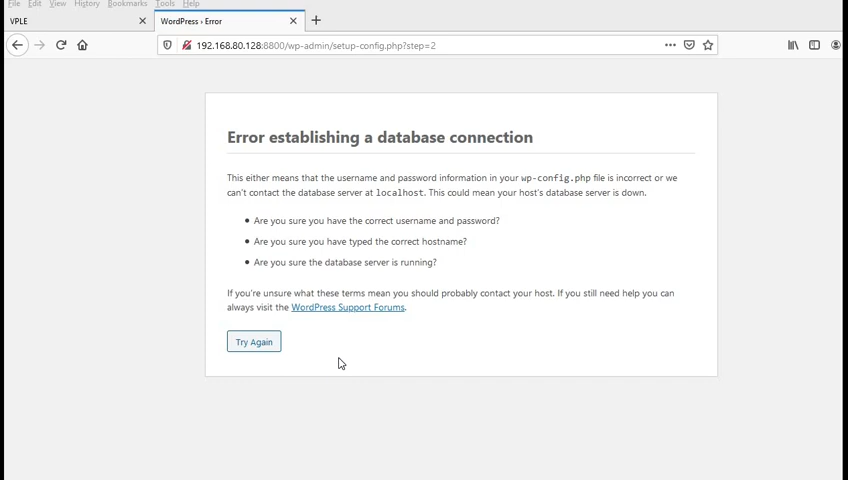 File Edit View History Bookmarks Tools Help
VPLE WordPress › Error
192.168.80.128:8800/wp-admin/setup-config.php?step=2
Error establishing a database connection
This either means that the username and password information in your wp-config.php file is incorrect or we
can't contact the database server at localhost. This could mean your host's database server is down.
• Are you sure you have the correct username and password?
• Are you sure you have typed the correct hostname?
• Are you sure the database server is running?
If you're unsure what these terms mean you should probably contact your host. If you still need help you can
always visit the WordPress Support Forums.
Try Again